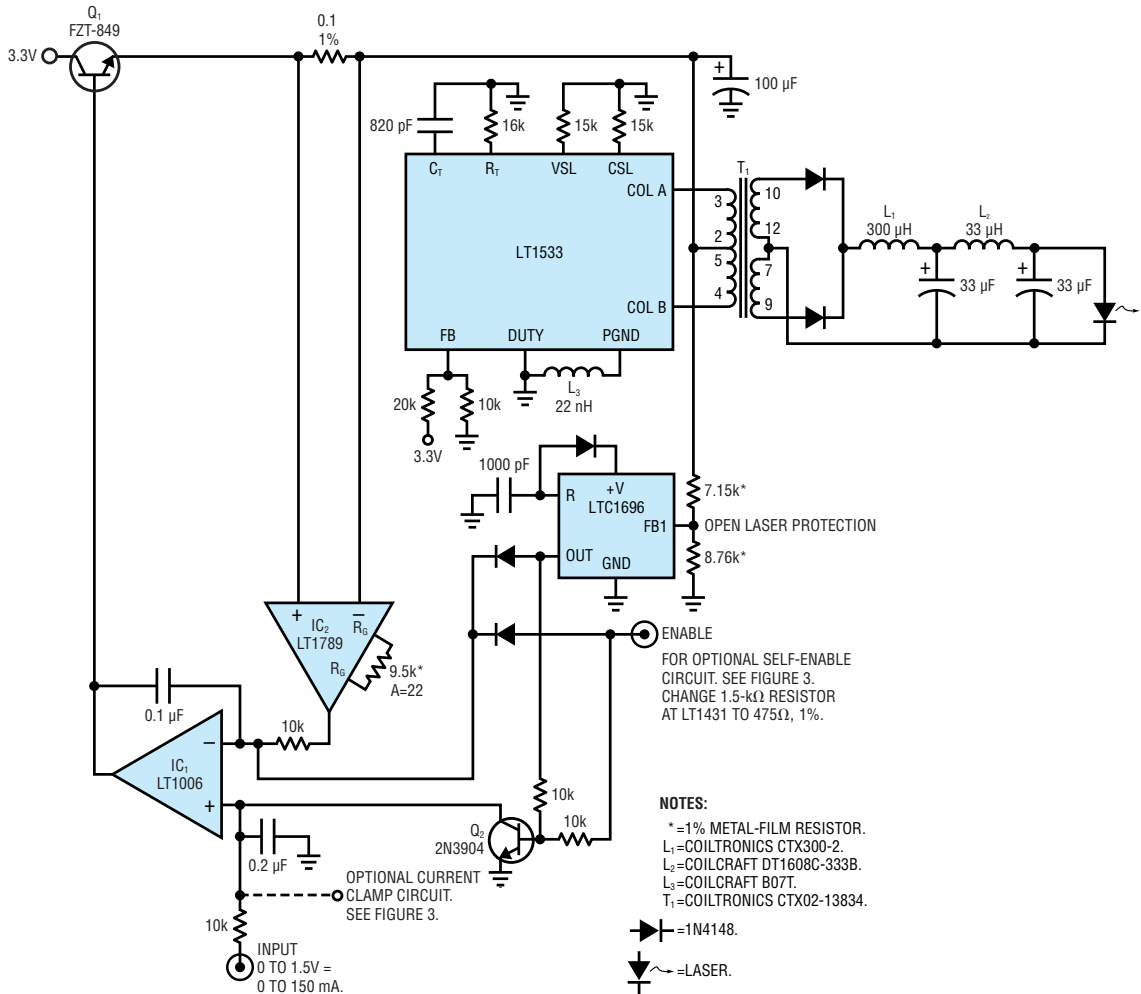 Q₁
FZT-849
3.3V
0.1
1%
+
100 µF
820 pF
16k
15k
15k
C_T
R_T
VSL
CSL
COL A
LT1533
COL B
FB
DUTY
PGND
T₁
3
2
5
4
10
12
7
9
L₁
300 µH
L₂
33 µH
+
33 µF
+
33 µF
20k
10k
3.3V
L₃
22 nH
1000 pF
R
+V
LTC1696
FB1
OUT
GND
7.15k*
OPEN LASER PROTECTION
8.76k*
+
–
IC₂
LT1789
R_G
R_G
9.5k*
A=22
ENABLE
FOR OPTIONAL SELF-ENABLE
CIRCUIT. SEE FIGURE 3.
CHANGE 1.5-kΩ RESISTOR
AT LT1431 TO 475Ω, 1%.
0.1 µF
10k
–
IC₁
LT1006
+
10k
10k
Q₂
2N3904
0.2 µF
OPTIONAL CURRENT
CLAMP CIRCUIT.
SEE FIGURE 3.
10k
INPUT
0 TO 1.5V =
0 TO 150 mA.
NOTES:
*=1% METAL-FILM RESISTOR.
L₁=COILTRONICS CTX300-2.
L₂=COILCRAFT DT1608C-333B.
L₃=COILCRAFT B07T.
T₁=COILTRONICS CTX02-13834.
=1N4148.
=LASER.